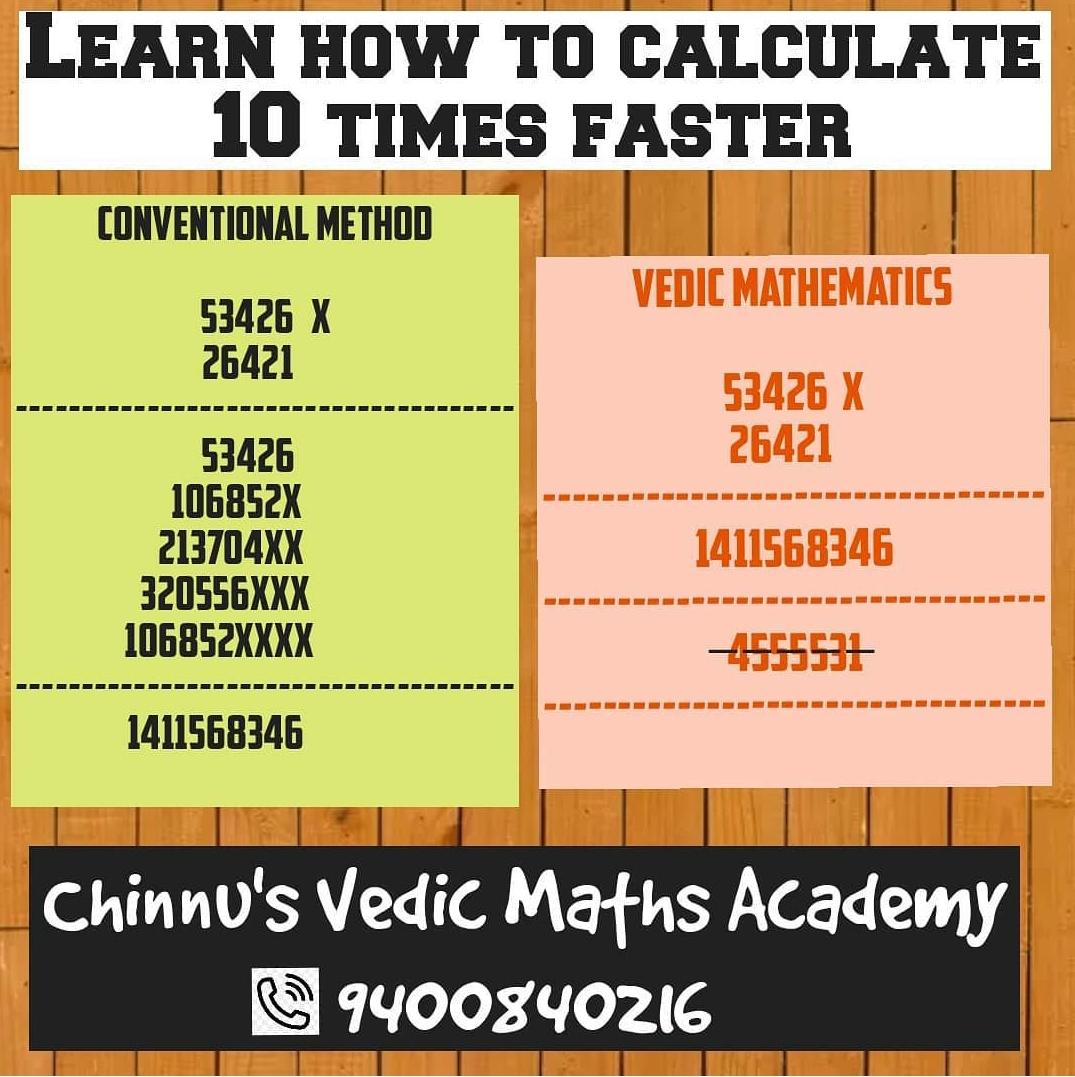 LEARN HOW TO CALCULATE
10 TIMES FASTER
CONVENTIONAL METHOD
53426 X
26421
53426
106852X
213704XX
320556XXX
106852XXXX
1411568346
VEDIC MATHEMATICS
53426 X
26421
1411568346
4555531
Chinnu's Vedic Maths Academy
9400840216